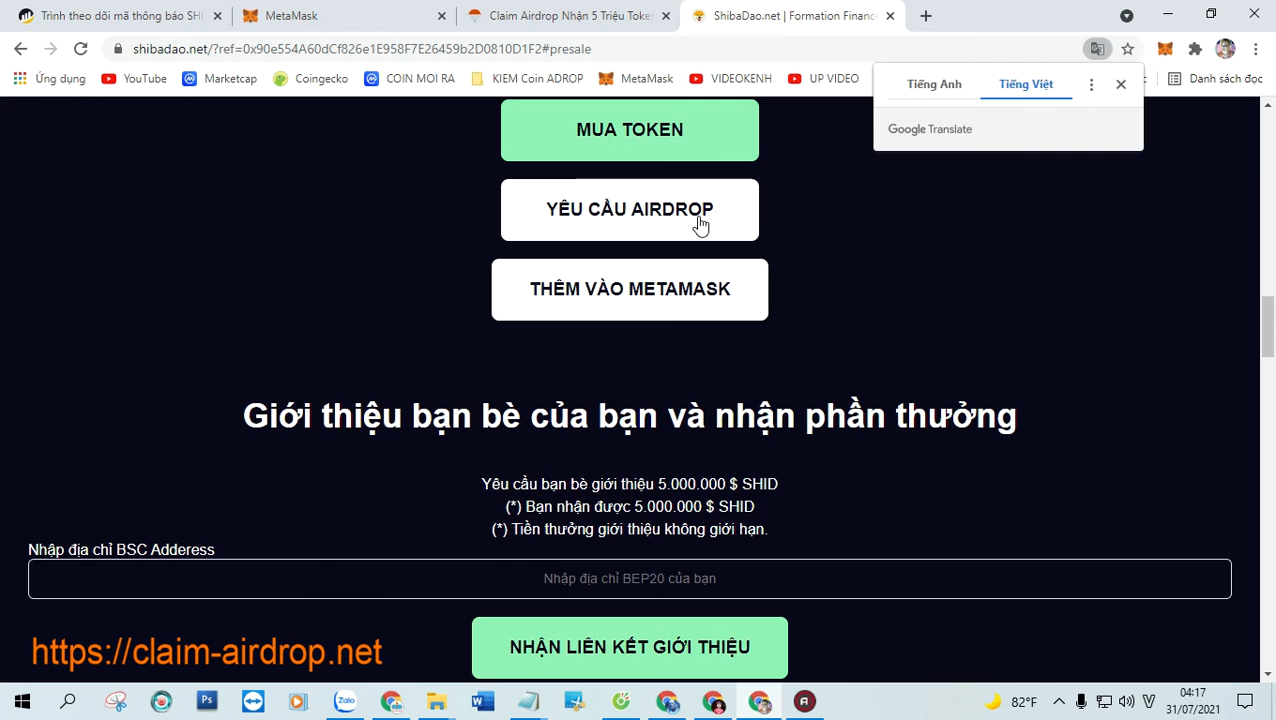 Trình theo dõi mã thông báo SHI
MetaMask
Claim Airdrop Nhận 5 Triệu Token
ShibaDao.net | Formation Finance
shibadao.net/?ref=0x90e554A60dCf826e1E958F7E26459b2D0810D1F2#presale
Ứng dụng
YouTube
Marketcap
Coingecko
COIN MOI RA
KIEM Coin ADROP
MetaMask
VIDEOKENH
UP VIDEO
Danh sách đọc
Tiếng Anh
Tiếng Việt
Google Translate
MUA TOKEN
YÊU CẦU AIRDROP
THÊM VÀO METAMASK
Giới thiệu bạn bè của bạn và nhận phần thưởng
Yêu cầu bạn bè giới thiệu 5.000.000 $ SHID
(*) Bạn nhận được 5.000.000 $ SHID
(*) Tiền thưởng giới thiệu không giới hạn.
Nhập địa chỉ BSC Adderess
Nhập địa chỉ BEP20 của bạn
NHẬN LIÊN KẾT GIỚI THIỆU
https://claim-airdrop.net
Ps
Zalo
W
A
82°F
V
04:17
31/07/2021